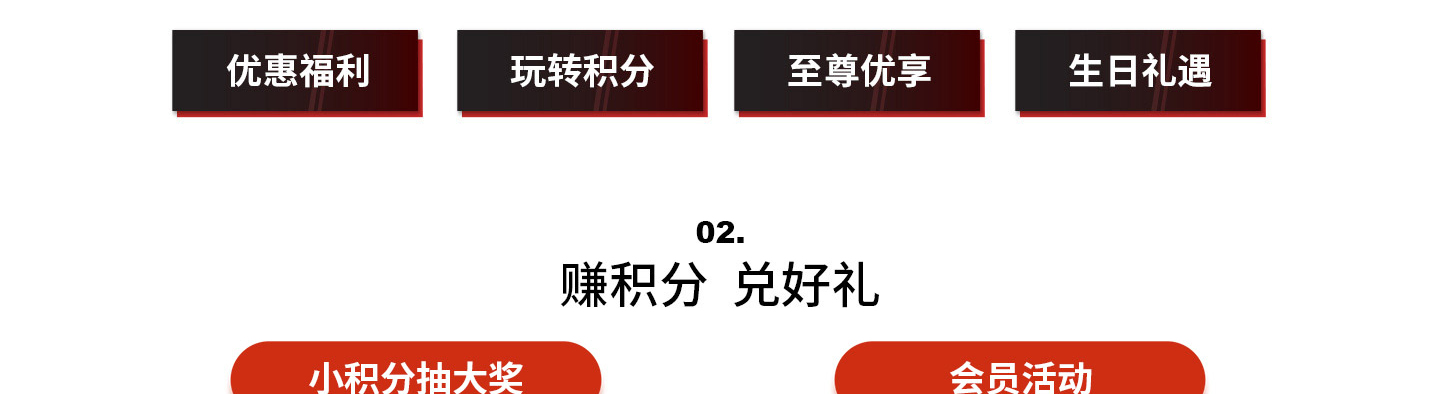 优惠福利
玩转积分
至尊优享
生日礼遇
02.
赚积分 兑好礼
小积分抽大奖
会员活动